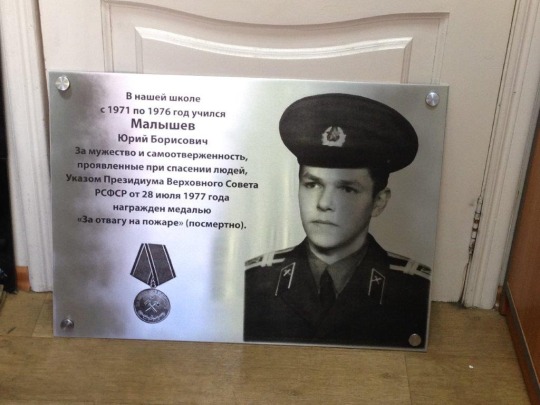 В нашей школе
с 1971 по 1976 год учился
Малышев
Юрий Борисович
За мужество и самоотверженность,
проявленные при спасении людей,
Указом Президиума Верховного Совета
РСФСР от 28 июля 1977 года
награжден медалью
«За отвагу на пожаре» (посмертно).